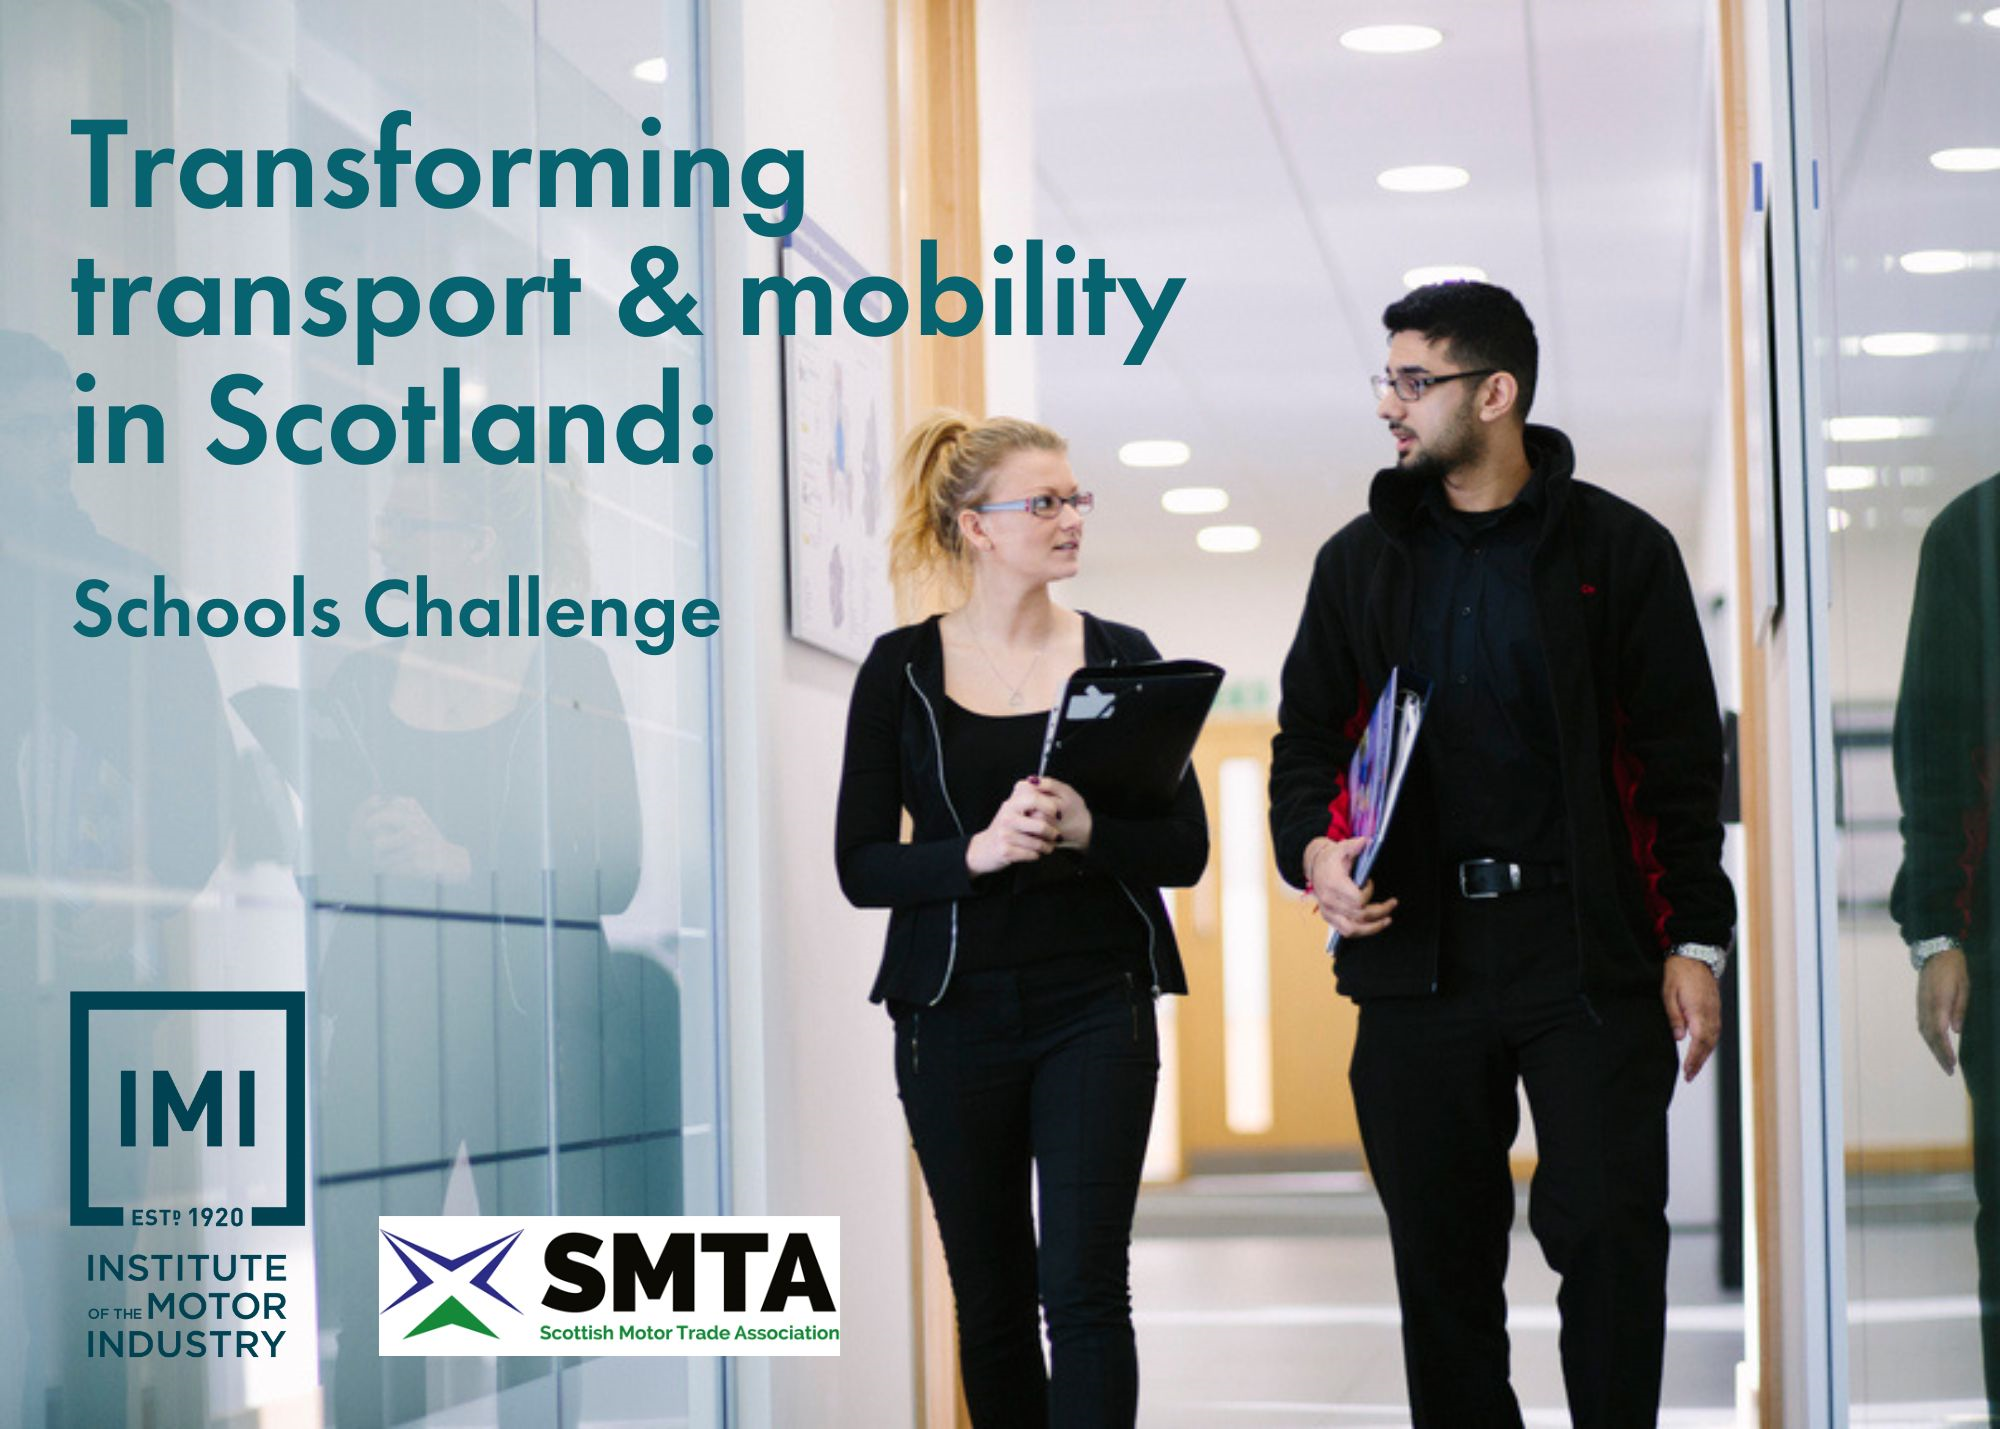 Transforming
transport & mobility
in Scotland:
Schools Challenge
IMI
ESTD 1920
INSTITUTE
OF THE MOTOR
INDUSTRY
SMTA
Scottish Motor Trade Association